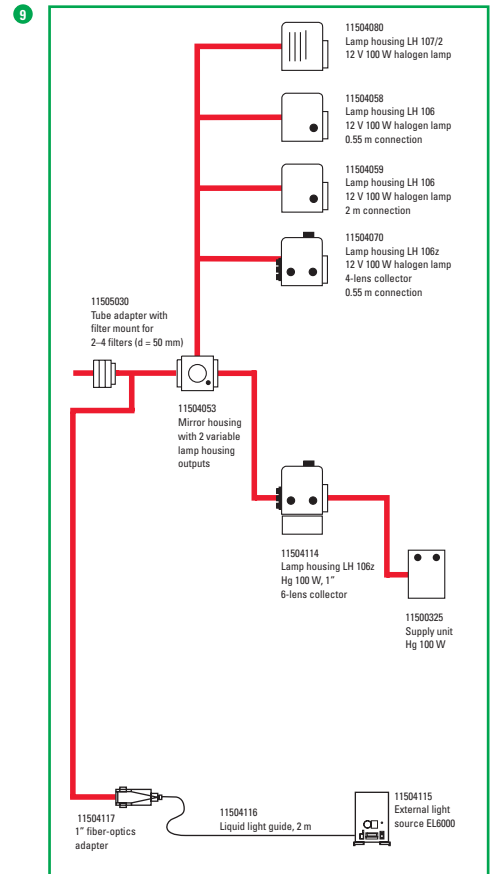 9
11504080
Lamp housing LH 107/2
12 V 100 W halogen lamp
11504058
Lamp housing LH 106
12 V 100 W halogen lamp
0.55 m connection
11504059
Lamp housing LH 106
12 V 100 W halogen lamp
2 m connection
11504070
Lamp housing LH 106z
12 V 100 W halogen lamp
4-lens collector
0.55 m connection
11505030
Tube adapter with
filter mount for
2–4 filters (d = 50 mm)
11504053
Mirror housing
with 2 variable
lamp housing
outputs
11504114
Lamp housing LH 106z
Hg 100 W, 1"
6-lens collector
11500325
Supply unit
Hg 100 W
11504117
1" fiber-optics
adapter
11504116
Liquid light guide, 2 m
11504115
External light
source EL6000